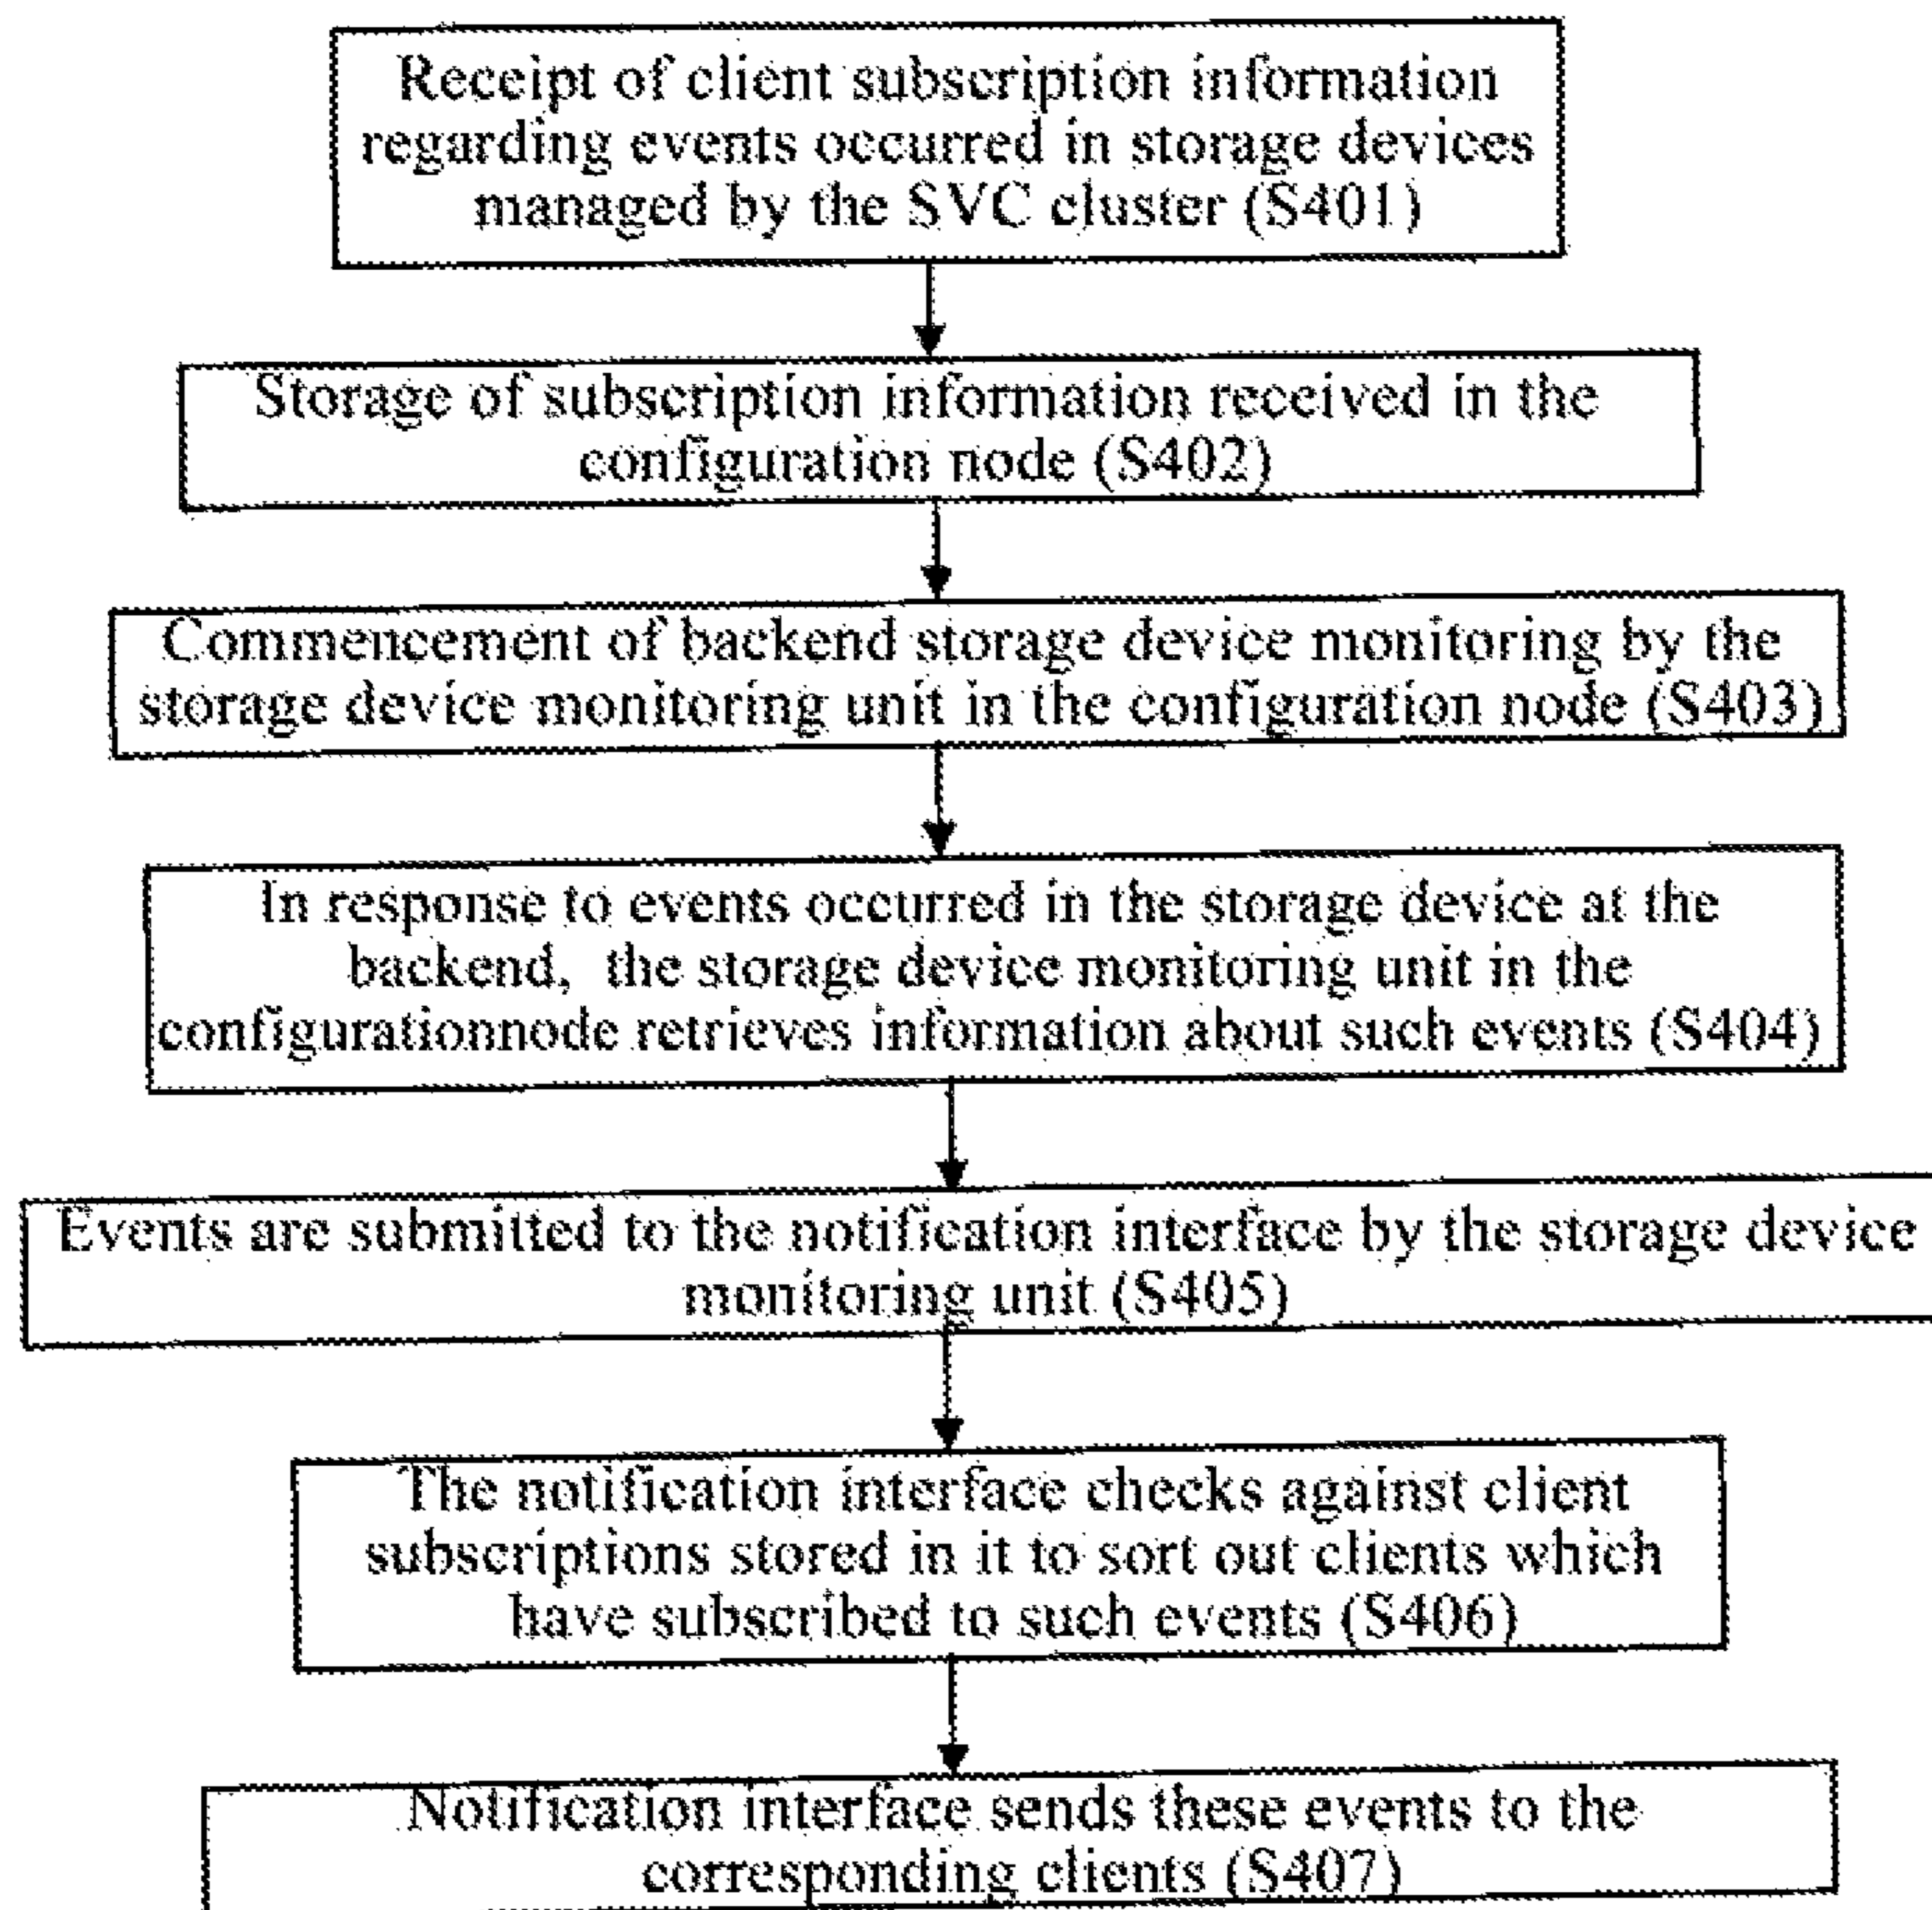 Receipt of client subscription information
regarding events occurred in storage devices
managed by the SVC cluster (S401)
Storage of subscription information received in the
configuration node (S402)
Commencement of backend storage device monitoring by the
storage device monitoring unit in the configuration node (S403)
In response to events occurred in the storage device at the
backend, the storage device monitoring unit in the
configurationnode retrieves information about such events (S404)
Events are submitted to the notification interface by the storage device
monitoring unit (S405)
The notification interface checks against client
subscriptions stored in it to sort out clients which
have subscribed to such events (S406)
Notification interface sends these events to the
corresponding clients (S407)